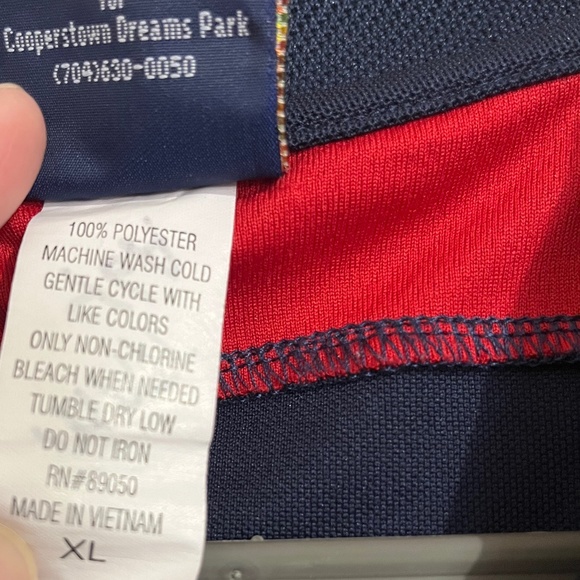 for
Cooperstown Dreams Park
(704)630-0050
100% POLYESTER
MACHINE WASH COLD
GENTLE CYCLE WITH
LIKE COLORS
ONLY NON-CHLORINE
BLEACH WHEN NEEDED
TUMBLE DRY LOW
DO NOT IRON
RN#89050
MADE IN VIETNAM
XL